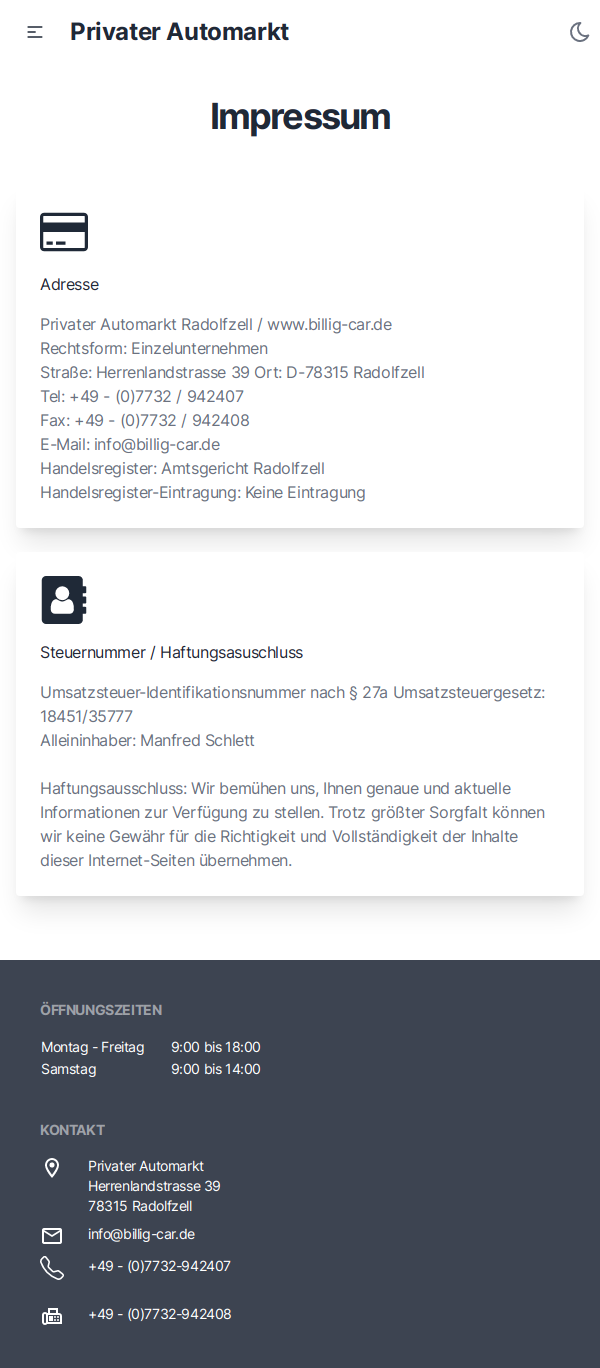 Privater Automarkt
Impressum
Adresse
Privater Automarkt Radolfzell / www.billig-car.de
Rechtsform: Einzelunternehmen
Straße: Herrenlandstrasse 39 Ort: D-78315 Radolfzell
Tel: +49 - (0)7732 / 942407
Fax: +49 - (0)7732 / 942408
E-Mail: info@billig-car.de
Handelsregister: Amtsgericht Radolfzell
Handelsregister-Eintragung: Keine Eintragung
Steuernummer / Haftungsasuschluss
Umsatzsteuer-Identifikationsnummer nach § 27a Umsatzsteuergesetz:
18451/35777
Alleininhaber: Manfred Schlett
Haftungsausschluss: Wir bemühen uns, Ihnen genaue und aktuelle
Informationen zur Verfügung zu stellen. Trotz größter Sorgfalt können
wir keine Gewähr für die Richtigkeit und Vollständigkeit der Inhalte
dieser Internet-Seiten übernehmen.
ÖFFNUNGSZEITEN
Montag - Freitag 9:00 bis 18:00
Samstag 9:00 bis 14:00
KONTAKT
Privater Automarkt
Herrenlandstrasse 39
78315 Radolfzell
info@billig-car.de
+49 - (0)7732-942407
+49 - (0)7732-942408